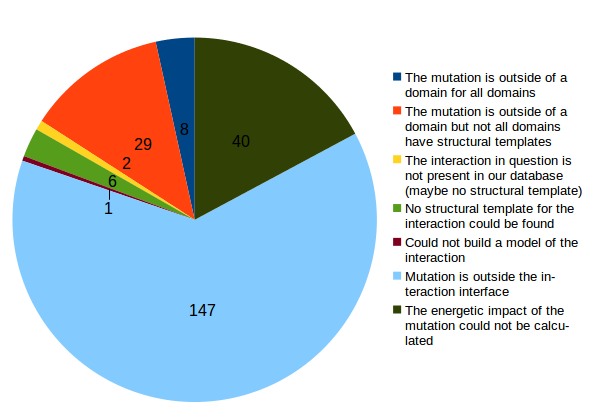 8
40
29
2
6
1
147
The mutation is outside of a
domain for all domains
The mutation is outside of a
domain but not all domains
have structural templates
The interaction in question is
not present in our database
(maybe no structural template)
No structural template for the
interaction could be found
Could not build a model of the
interaction
Mutation is outside the in-
teraction interface
The energetic impact of the
mutation could not be calcu-
lated